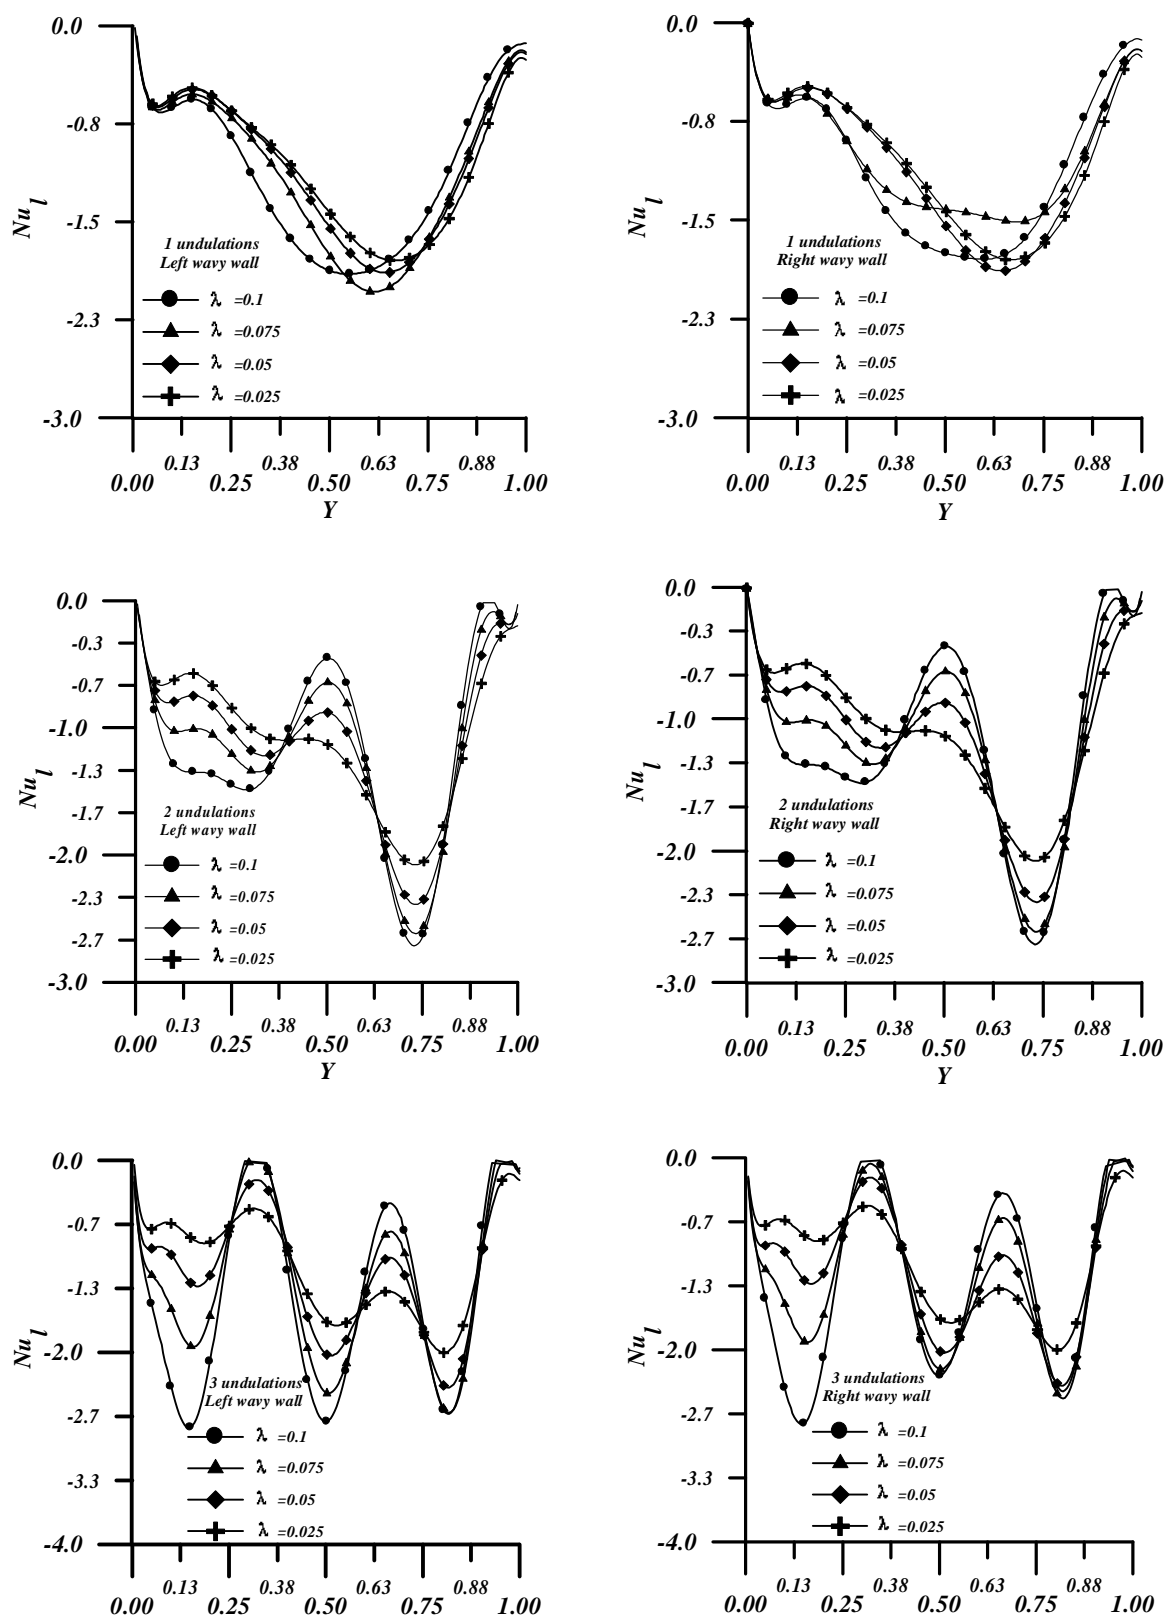 0.0
-0.8
-1.5
-2.3
-3.0
Nu l
1 undulations
Left wavy wall
λ =0.1
λ =0.075
λ =0.05
λ =0.025
0.13 0.38 0.63 0.88
0.00 0.25 0.50 0.75 1.00
Y
0.0
-0.8
-1.5
-2.3
-3.0
Nu l
1 undulations
Right wavy wall
λ =0.1
λ =0.075
λ =0.05
λ =0.025
0.13 0.38 0.63 0.88
0.00 0.25 0.50 0.75 1.00
Y
0.0
-0.3
-0.7
-1.0
-1.3
-1.7
-2.0
-2.3
-2.7
-3.0
Nu l
2 undulations
Left wavy wall
λ =0.1
λ =0.075
λ =0.05
λ =0.025
0.13 0.38 0.63 0.88
0.00 0.25 0.50 0.75 1.00
Y
0.0
-0.3
-0.7
-1.0
-1.3
-1.7
-2.0
-2.3
-2.7
-3.0
Nu l
2 undulations
Right wavy wall
λ =0.1
λ =0.075
λ =0.05
λ =0.025
0.13 0.38 0.63 0.88
0.00 0.25 0.50 0.75 1.00
Y
0.0
-0.7
-1.3
-2.0
-2.7
-3.3
-4.0
Nu l
3 undulations
Left wavy wall
λ =0.1
λ =0.075
λ =0.05
λ =0.025
0.13 0.38 0.63 0.88
0.00 0.25 0.50 0.75 1.00
0.0
-0.7
-1.3
-2.0
-2.7
-3.3
-4.0
Nu l
3 undulations
Right wavy wall
λ =0.1
λ =0.075
λ =0.05
λ =0.025
0.13 0.38 0.63 0.88
0.00 0.25 0.50 0.75 1.00